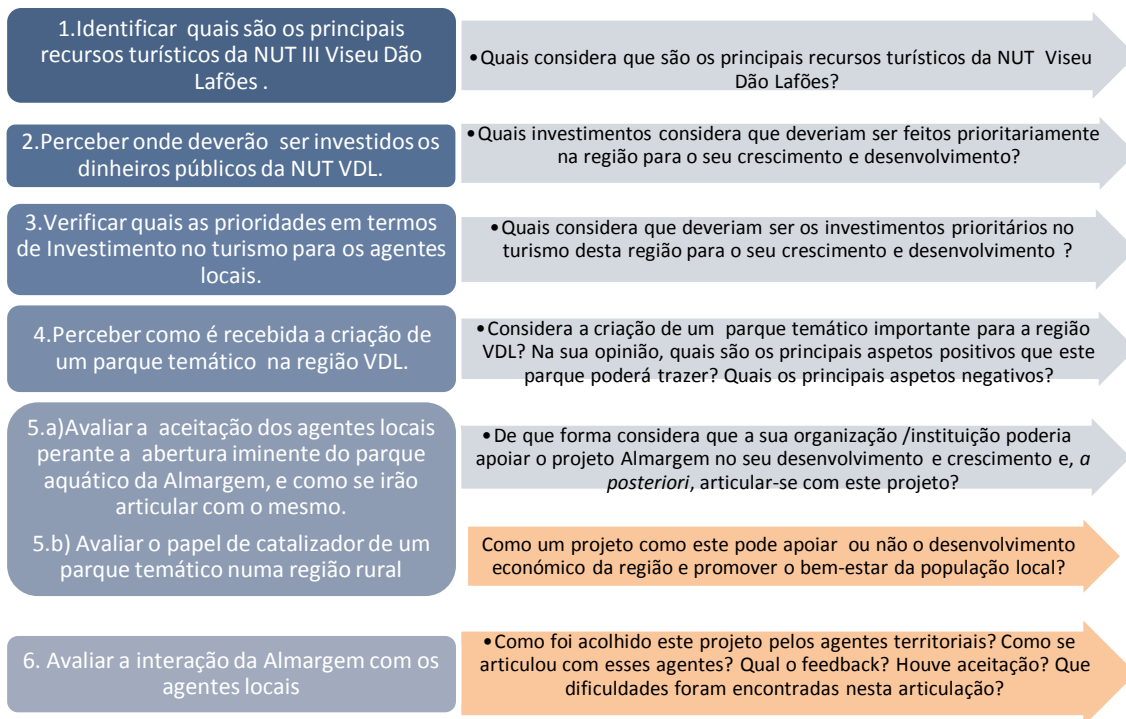 1.Identificar quais são os principais
recursos turísticos da NUT III Viseu Dão
Lafões .
•Quais considera que são os principais recursos turísticos da NUT Viseu
Dão Lafões?
2.Perceber onde deverão ser investidos os
dinheiros públicos da NUT VDL.
•Quais investimentos considera que deveriam ser feitos prioritariamente
na região para o seu crescimento e desenvolvimento?
3.Verificar quais as prioridades em termos
de Investimento no turismo para os agentes
locais.
•Quais considera que deveriam ser os investimentos prioritários no
turismo desta região para o seu crescimento e desenvolvimento ?
4.Perceber como é recebida a criação de
um parque temático na região VDL.
•Considera a criação de um parque temático importante para a região
VDL? Na sua opinião, quais são os principais aspetos positivos que este
parque poderá trazer? Quais os principais aspetos negativos?
5.a)Avaliar a aceitação dos agentes locais
perante a abertura iminente do parque
aquático da Almargem, e como se irão
articular com o mesmo.
•De que forma considera que a sua organização /instituição poderia
apoiar o projeto Almargem no seu desenvolvimento e crescimento e, a
posteriori, articular-se com este projeto?
5.b) Avaliar o papel de catalizador de um
parque temático numa região rural
Como um projeto como este pode apoiar ou não o desenvolvimento
económico da região e promover o bem-estar da população local?
6. Avaliar a interação da Almargem com os
agentes locais
•Como foi acolhido este projeto pelos agentes territoriais? Como se
articulou com esses agentes? Qual o feedback? Houve aceitação? Que
dificuldades foram encontradas nesta articulação?